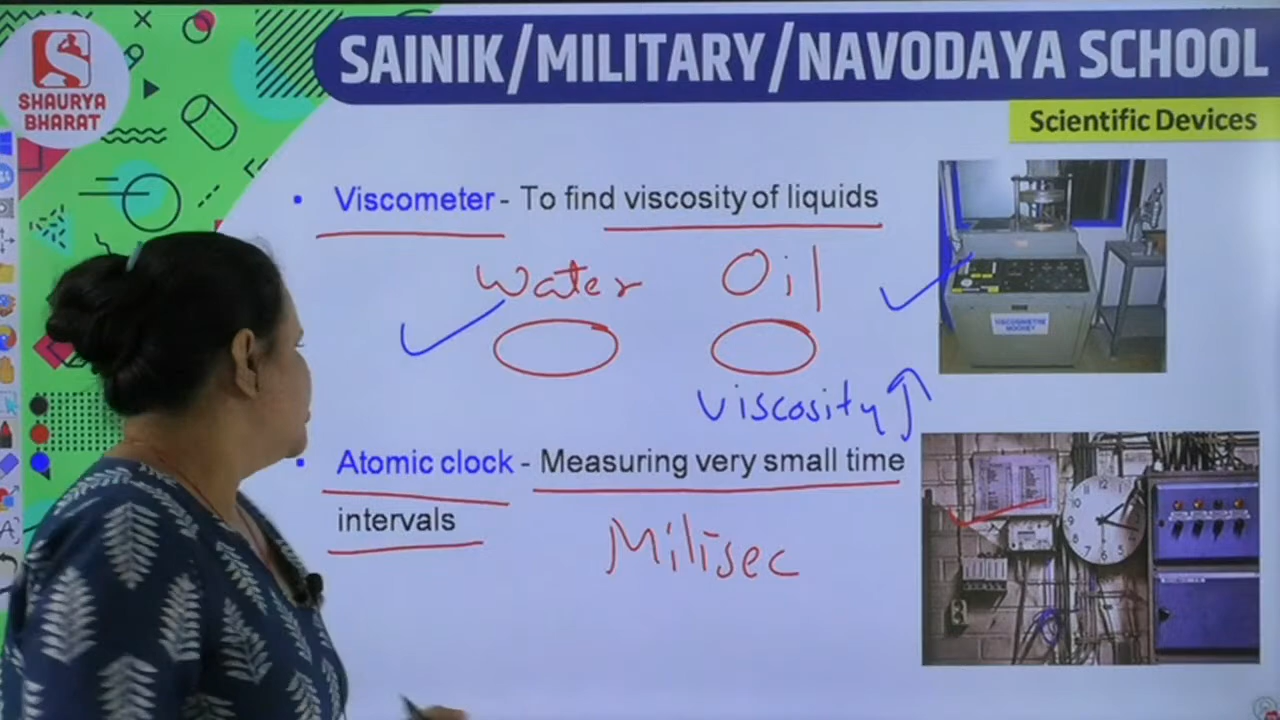 SHAURYA
BHARAT
SAINIK/MILITARY/NAVODAYA SCHOOL
Scientific Devices
• Viscometer - To find viscosity of liquids
Water Oil
Viscosity
• Atomic clock - Measuring very small time
intervals
Milisec